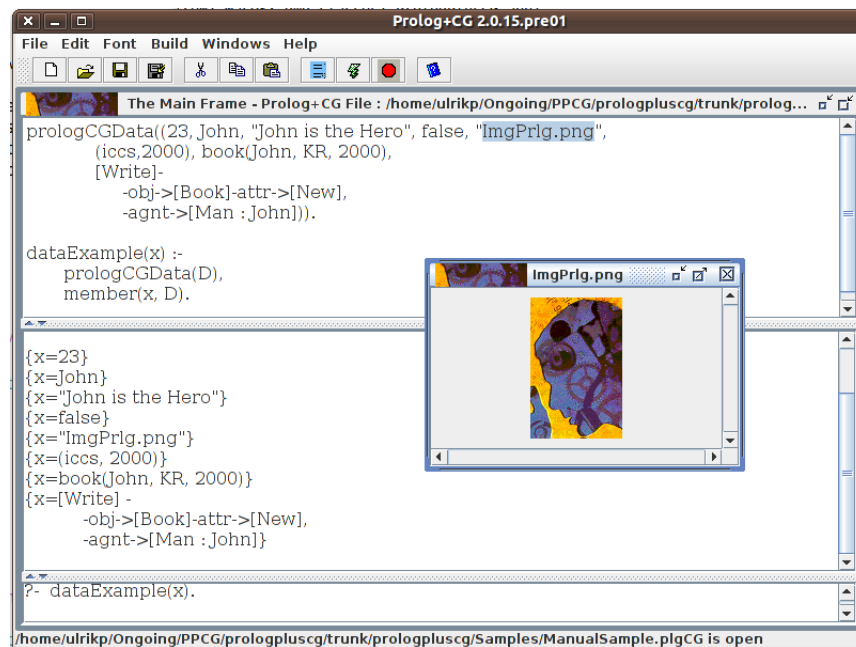 Prolog+CG 2.0.15.pre01
File Edit Font Build Windows Help
The Main Frame - Prolog+CG File : /home/ulrikp/Ongoing/PPCG/prologpluscg/trunk/prolog...
prologCGData((23, John, "John is the Hero", false, "ImgPrlg.png",
(iccs,2000), book(John, KR, 2000),
[Write]-
-obj->[Book]-attr->[New],
-agnt->[Man : John])).
dataExample(x) :-
prologCGData(D),
member(x, D).
ImgPrlg.png
{x=23}
{x=John}
{x="John is the Hero"}
{x=false}
{x="ImgPrlg.png"}
{x=(iccs, 2000)}
{x=book(John, KR, 2000)}
{x=[Write] -
-obj->[Book]-attr->[New],
-agnt->[Man : John]}
?- dataExample(x).
/home/ulrikp/Ongoing/PPCG/prologpluscg/trunk/prologpluscg/Samples/ManualSample.plgCG is open